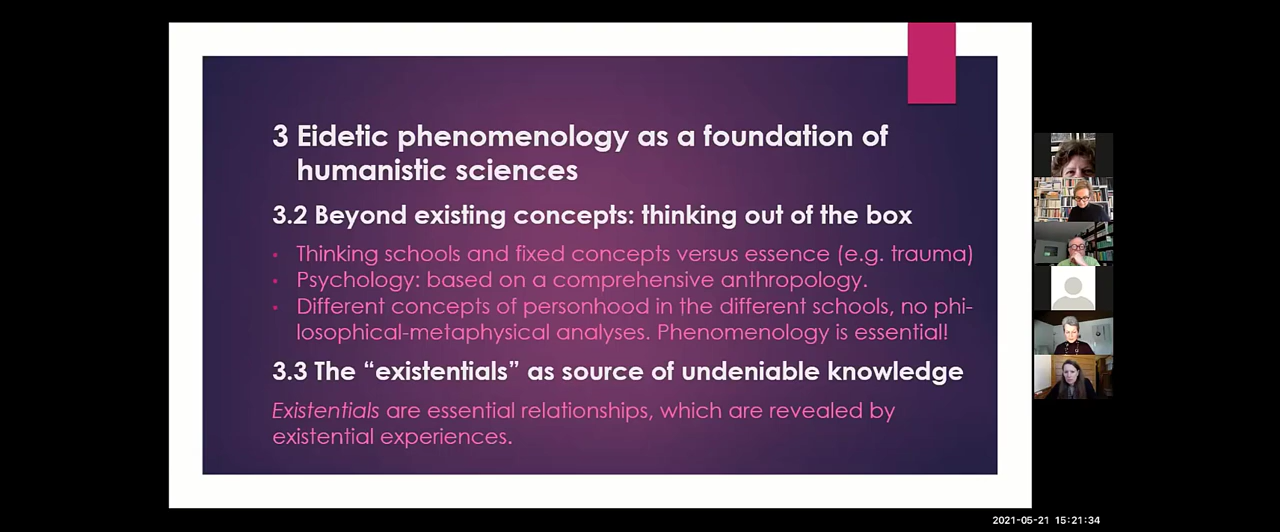 3 Eidetic phenomenology as a foundation of
humanistic sciences
3.2 Beyond existing concepts: thinking out of the box
▪ Thinking schools and fixed concepts versus essence (e.g. trauma)
▪ Psychology: based on a comprehensive anthropology.
▪ Different concepts of personhood in the different schools, no phi-
losophical-metaphysical analyses. Phenomenology is essential!
3.3 The “existentials” as source of undeniable knowledge
Existentials are essential relationships, which are revealed by
existential experiences.
2021-05-21 15:21:34